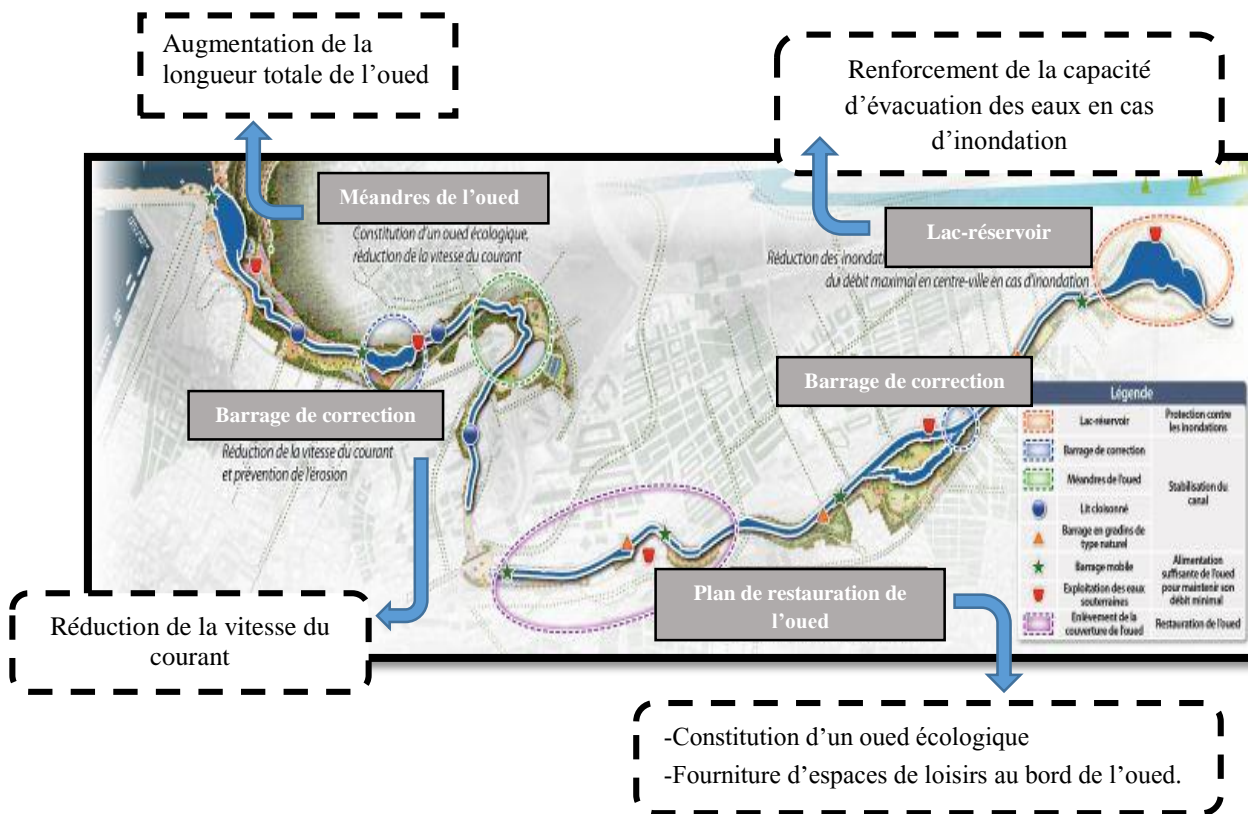 Augmentation de la
longueur totale de l’oued
Renforcement de la capacité
d’évacuation des eaux en cas
d’inondation
Méandres de l’oued
Constitution d'un oued écologique,
réduction de la vitesse du courant
Lac-réservoir
Réduction des inondat
du débit maximal en centre-ville en cas d'inondation
Barrage de correction
Réduction de la vitesse du courant
et prévention de l'érosion
Barrage de correction
Plan de restauration de
l’oued
Légende
Lac-réservoir
Protection contre
les inondations
Barrage de correction
Méandres de l'oued
Lit cloisonné
Stabilisation du
canal
Barrage en gradins de
type naturel
Barrage mobile
Exploitation des eaux
souterraines
Alimentation
suffisante de l'oued
pour maintenir son
débit minimal
Enlèvement de la
couverture de l'oued
Restauration de l'oued
Réduction de la vitesse du
courant
-Constitution d’un oued écologique
-Fourniture d’espaces de loisirs au bord de l’oued.